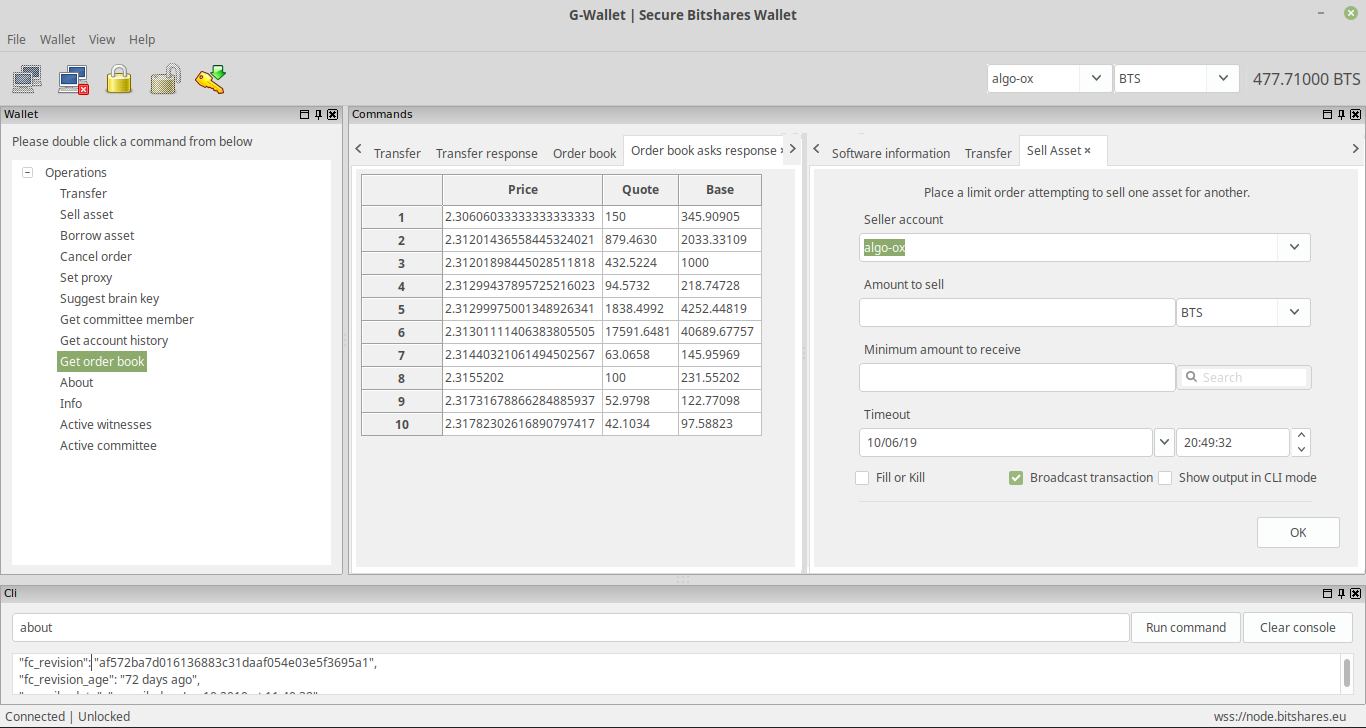 G-Wallet | Secure Bitshares Wallet
File Wallet View Help
algo-ox BTS 477.71000 BTS
Wallet
Please double click a command from below
Operations
Transfer
Sell asset
Borrow asset
Cancel order
Set proxy
Suggest brain key
Get committee member
Get account history
Get order book
About
Info
Active witnesses
Active committee
Commands
Transfer Transfer response Order book Order book asks response
Price Quote Base
1 2.30606033333333333333 150 345.90905
2 2.31201436558445324021 879.4630 2033.33109
3 2.31201898445028511818 432.5224 1000
4 2.31299437895725216023 94.5732 218.74728
5 2.31299975001348926341 1838.4992 4252.44819
6 2.31301111406383805505 17591.6481 40689.67757
7 2.31440321061494502567 63.0658 145.95969
8 2.3155202 100 231.55202
9 2.31731678866284885937 52.9798 122.77098
10 2.31782302616890797417 42.1034 97.58823
Software information Transfer Sell Asset ×
Place a limit order attempting to sell one asset for another.
Seller account
algo-ox
Amount to sell
BTS
Minimum amount to receive
Search
Timeout
10/06/19 20:49:32
Fill or Kill Broadcast transaction Show output in CLI mode
OK
Cli
about Run command Clear console
"fc_revision": "af572ba7d016136883c31daaf054e03e5f3695a1",
"fc_revision_age": "72 days ago",
Connected | Unlocked wss://node.bitshares.eu